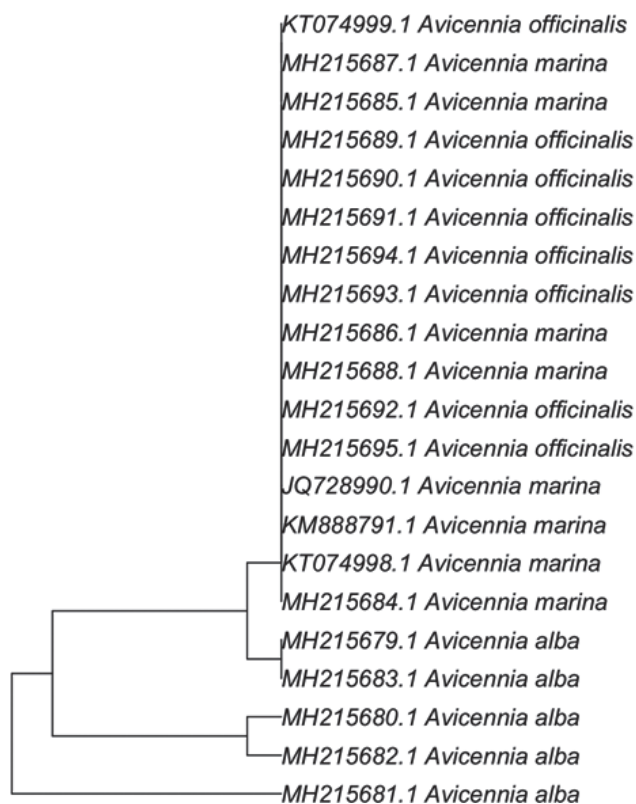 KT074999.1 Avicennia officinalis
MH215687.1 Avicennia marina
MH215685.1 Avicennia marina
MH215689.1 Avicennia officinalis
MH215690.1 Avicennia officinalis
MH215691.1 Avicennia officinalis
MH215694.1 Avicennia officinalis
MH215693.1 Avicennia officinalis
MH215686.1 Avicennia marina
MH215688.1 Avicennia marina
MH215692.1 Avicennia officinalis
MH215695.1 Avicennia officinalis
JQ728990.1 Avicennia marina
KM888791.1 Avicennia marina
KT074998.1 Avicennia marina
MH215684.1 Avicennia marina
MH215679.1 Avicennia alba
MH215683.1 Avicennia alba
MH215680.1 Avicennia alba
MH215682.1 Avicennia alba
MH215681.1 Avicennia alba